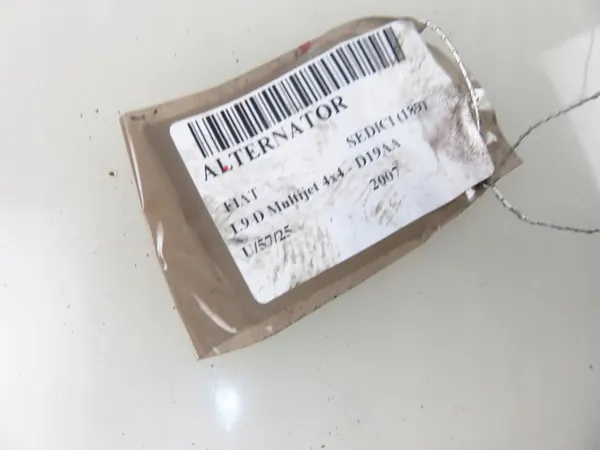 ALTERNATOR
FIAT SEDICI (189)
1.9 D Multijet 4x4 - D19AA
U/57/25 2007